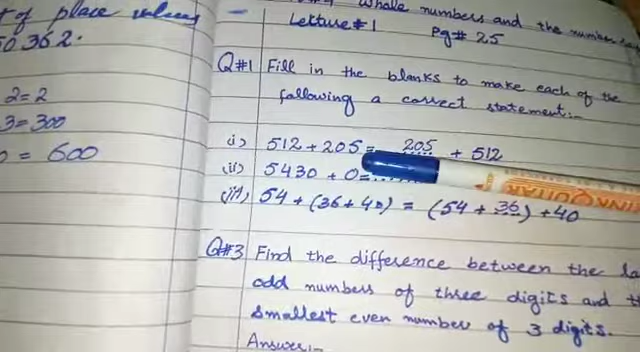 of place values
50362.
2=2
3=300
0 = 600
Whole numbers and the number
Lecture # 1 Pg# 25
Q#1 Fill in the blanks to make each of the
following a correct statement:-
(i) 512 + 205 = 205 + 512
(ii) 5430 + 0 =
(iii) 54 + (36 + 40) = (54 + 36) + 40
Q#3 Find the difference between the
odd numbers of three digits and
smallest even number of 3 digits.
Answer:-